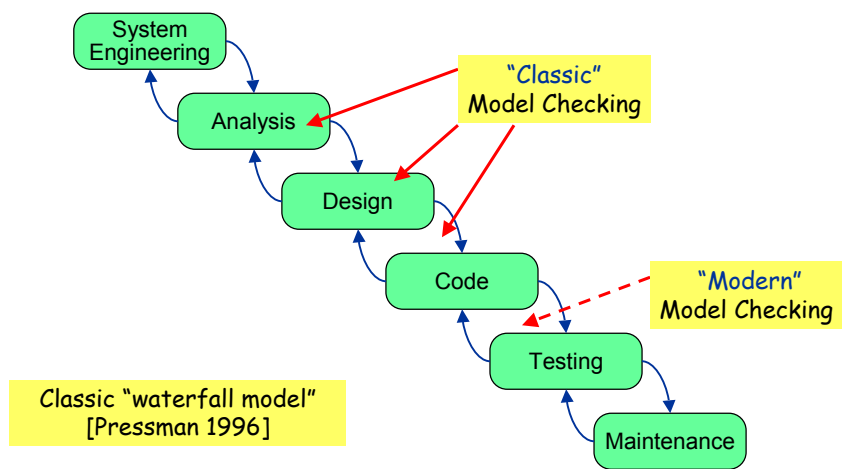 System
Engineering
“Classic”
Model Checking
Analysis
Design
Code
“Modern”
Model Checking
Testing
Classic “waterfall model”
[Pressman 1996]
Maintenance